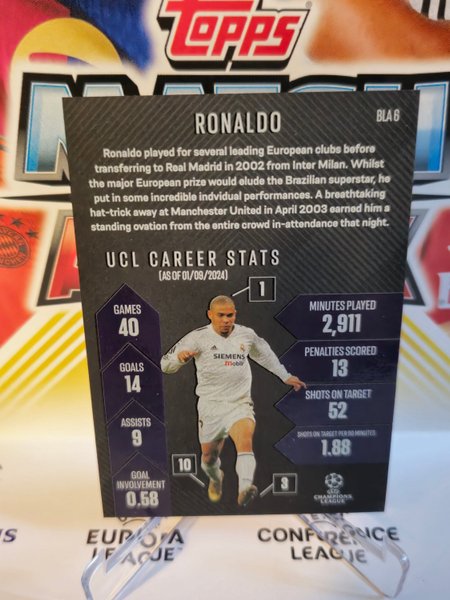 TOPPS
MATCH
RONALDO
BLA 6
Ronaldo played for several leading European clubs before
transferring to Real Madrid in 2002 from Inter Milan. Whilst
the major European prize would elude the Brazilian superstar, he
put in some incredible indvidual performances. A breathtaking
hat-trick away at Manchester United in April 2003 earned him a
standing ovation from the entire crowd in-attendance that night.
UCL CAREER STATS
(AS OF 01/09/2024)
1
GAMES
40
MINUTES PLAYED
2,911
GOALS
14
PENALTIES SCORED
13
SIEMENS
mobile
SHOTS ON TARGET
52
ASSISTS
9
SHOTS ON TARGET PER 90 MINUTES
1.88
GOAL
INVOLVEMENT
0.58
10
3
UEFA
CHAMPIONS
LEAGUE
EUROPA
LEAGUE
CONFERENCE
LEAGUE